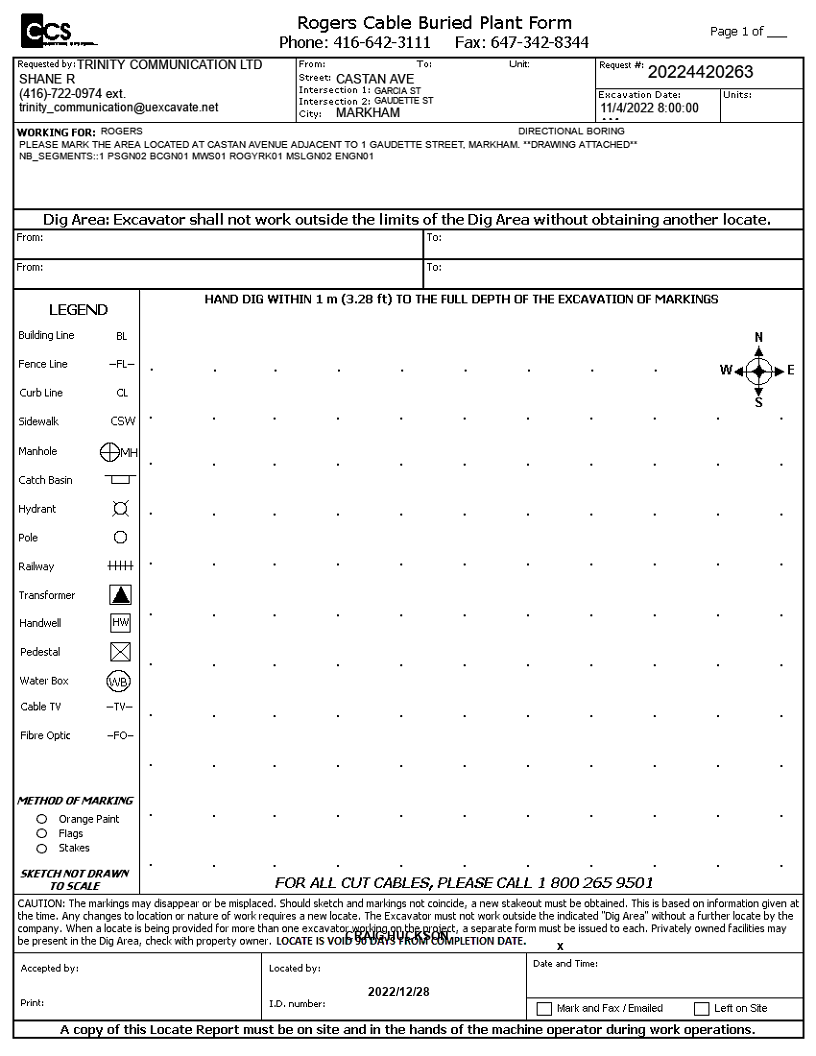 CCS
Rogers Cable Buried Plant Form
Phone: 416-642-3111 Fax: 647-342-8344
Page 1 of ___
Requested by: TRINITY COMMUNICATION LTD
SHANE R
(416)-722-0974 ext.
trinity_communication@uexcavate.net
From: To: Unit:
Street: CASTAN AVE
Intersection 1: GARCIA ST
Intersection 2: GAUDETTE ST
City: MARKHAM
Request #: 20224420263
Excavation Date:
11/4/2022 8:00:00
Units:
WORKING FOR: ROGERS DIRECTIONAL BORING
PLEASE MARK THE AREA LOCATED AT CASTAN AVENUE ADJACENT TO 1 GAUDETTE STREET, MARKHAM. **DRAWING ATTACHED**
NB_SEGMENTS::1 PSGN02 BCGN01 MWS01 ROGYRK01 MSLGN02 ENGN01
Dig Area: Excavator shall not work outside the limits of the Dig Area without obtaining another locate.
From: To:
From: To:
HAND DIG WITHIN 1 m (3.28 ft) TO THE FULL DEPTH OF THE EXCAVATION OF MARKINGS
N
W E
S
LEGEND
Building Line BL
Fence Line –FL–
Curb Line CL
Sidewalk CSW
Manhole MH
Catch Basin
Hydrant
Pole
Railway
Transformer
Handwell HW
Pedestal
Water Box WB
Cable TV –TV–
Fibre Optic –FO–
METHOD OF MARKING
Orange Paint
Flags
Stakes
SKETCH NOT DRAWN
TO SCALE
FOR ALL CUT CABLES, PLEASE CALL 1 800 265 9501
CAUTION: The markings may disappear or be misplaced. Should sketch and markings not coincide, a new stakeout must be obtained. This is based on information given at
the time. Any changes to location or nature of work requires a new locate. The Excavator must not work outside the indicated "Dig Area" without a further locate by the
company. When a locate is being provided for more than one excavator working on the project, a separate form must be issued to each. Privately owned facilities may
be present in the Dig Area, check with property owner. LOCATE IS VOID 90 DAYS FROM COMPLETION DATE.
CRAIG HUCKSON
x
Accepted by:
Print:
Located by:
2022/12/28
I.D. number:
Date and Time:
Mark and Fax / Emailed Left on Site
A copy of this Locate Report must be on site and in the hands of the machine operator during work operations.